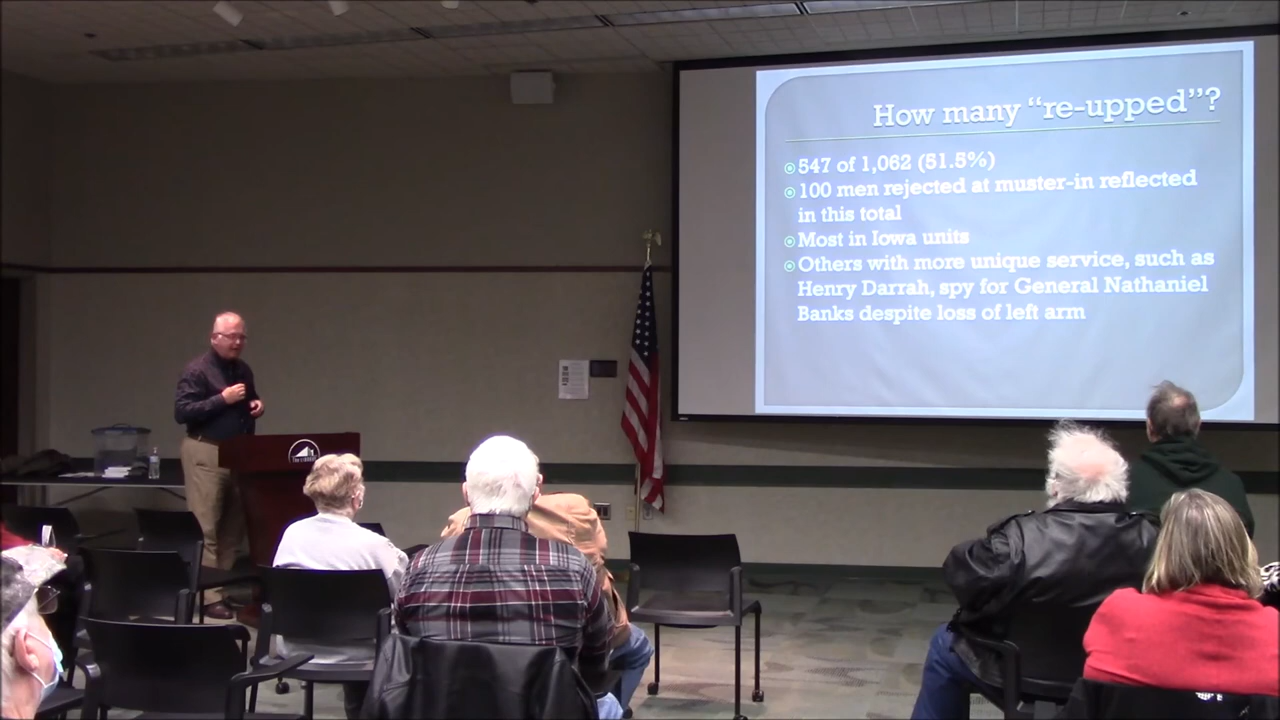 How many “re-upped”?
547 of 1,062 (51.5%)
100 men rejected at muster-in reflected
in this total
Most in Iowa units
Others with more unique service, such as
Henry Darrah, spy for General Nathaniel
Banks despite loss of left arm